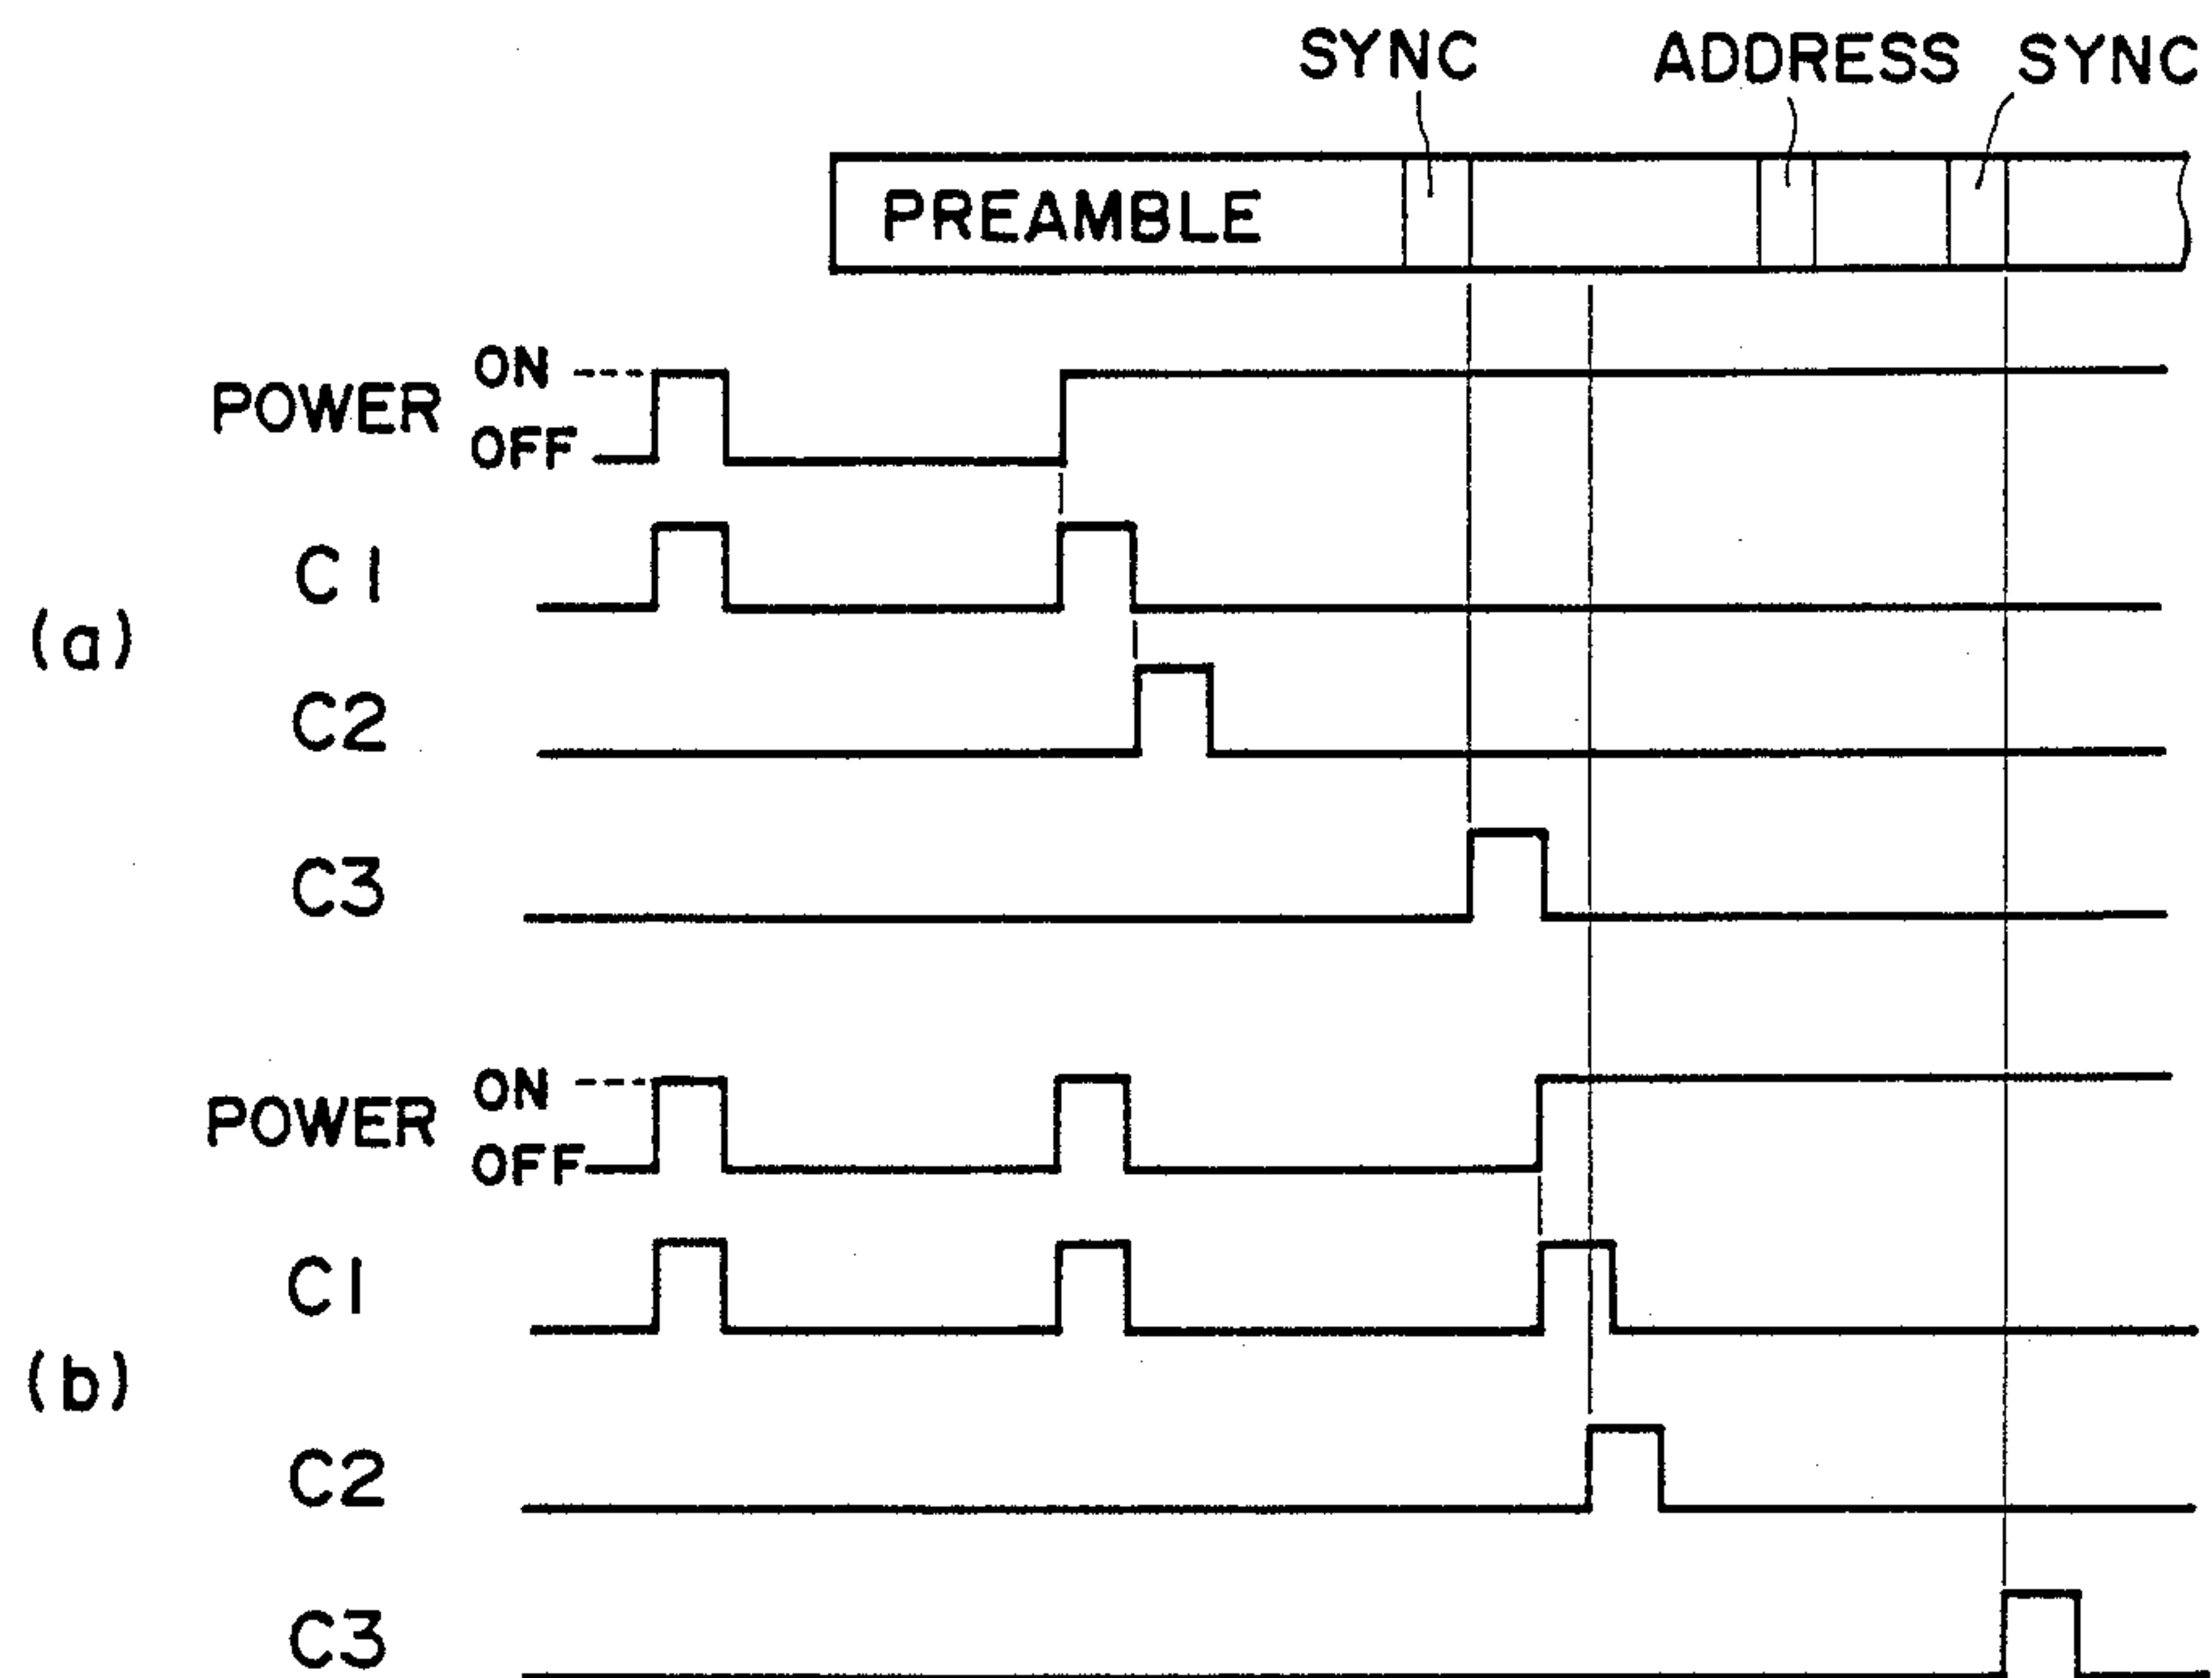 SYNC ADDRESS SYNC
PREAMBLE
POWER ON
OFF
C1
(a)
C2
C3
POWER ON
OFF
C1
(b)
C2
C3